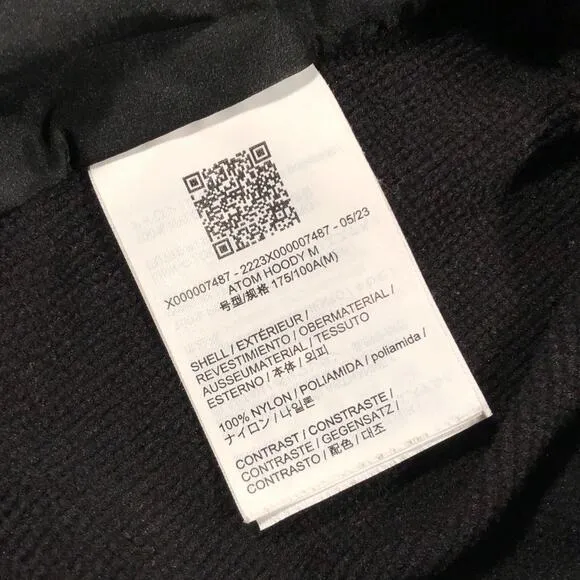 X000007487 - 2223X000007487 - 05/23
ATOM HOODY M
号型/规格 175/100A(M)
SHELL / EXTÉRIEUR /
REVESTIMIENTO / OBERMATERIAL /
AUSSEUMATERIAL / TESSUTO
ESTERNO / 本体 / 외피
100% NYLON / POLIAMIDA / poliamida /
ナイロン / 나일론
CONTRAST / CONSTRASTE /
CONTRASTE / GEGENSATZ /
CONTRASTO / 配色 / 대조